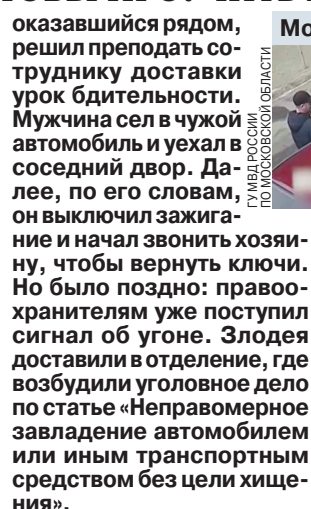 оказавшийся рядом,
решил преподать со-
труднику доставки
урок бдительности.
Мужчина сел в чужой
автомобиль и уехал в
соседний двор. Да-
лее, по его словам,
он выключил зажига-
ние и начал звонить хозяи-
ну, чтобы вернуть ключи.
Но было поздно: правоо-
хранителям уже поступил
сигнал об угоне. Злодея
доставили в отделение, где
возбудили уголовное дело
по статье «Неправомерное
завладение автомобилем
или иным транспортным
средством без цели хище-
ния».
Мо
ГУ МВД РОССИИ
ПО МОСКОВСКОЙ ОБЛАСТИ